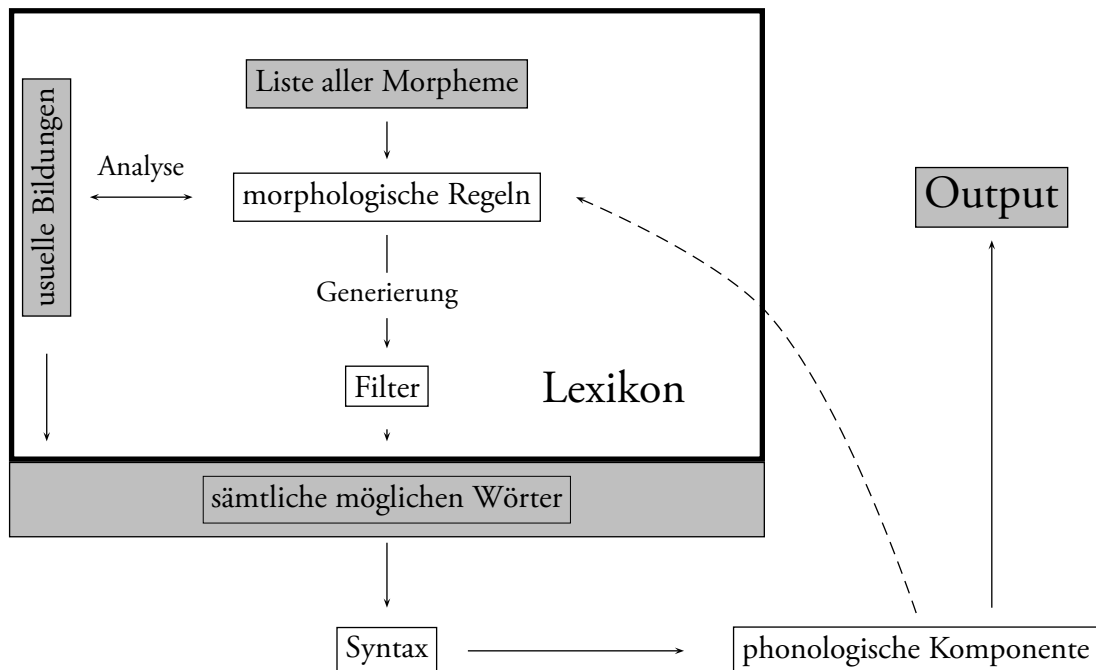 Liste aller Morpheme
usuelle Bildungen
Analyse
morphologische Regeln
Output
Generierung
Filter
Lexikon
sämtliche möglichen Wörter
Syntax
phonologische Komponente